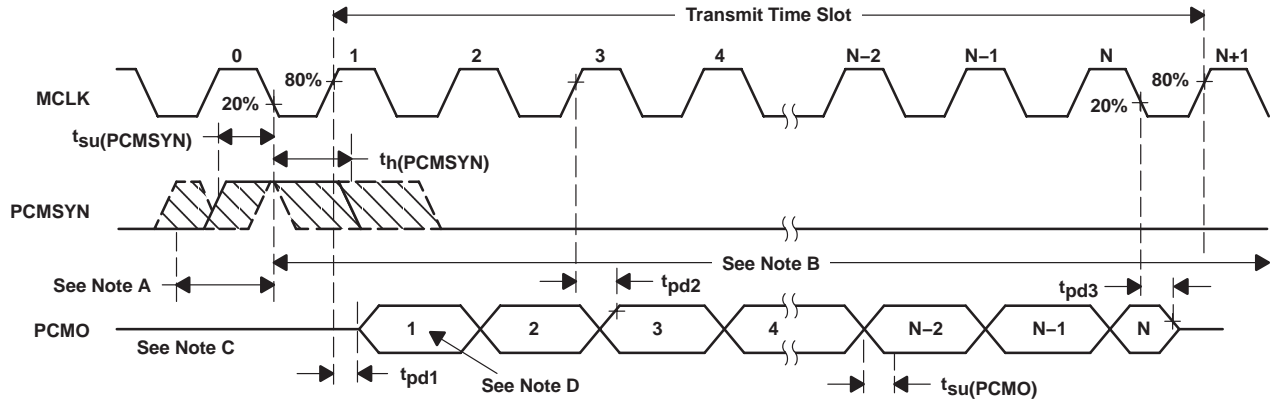 Transmit Time Slot
0 1 2 3 4 N–2 N–1 N N+1
MCLK
80%
20%
80%
20%
tsu(PCMSYN)
th(PCMSYN)
PCMSYN
See Note A
See Note B
tpd2
tpd3
PCMO
1 2 3 4 N–2 N–1 N
See Note C
tpd1
See Note D
tsu(PCMO)